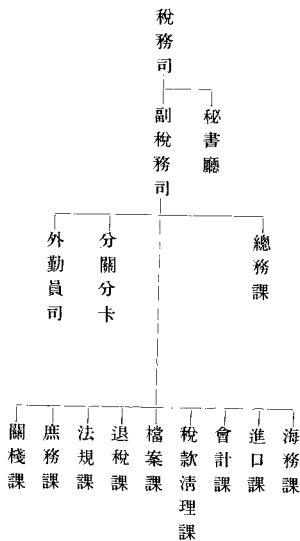 稅務司
秘書廳
副稅務司
總務課
分關分卡
外勤員司
海務課
進口課
會計課
稅款清理課
檔案課
退稅課
法規課
庶務課
關棧課